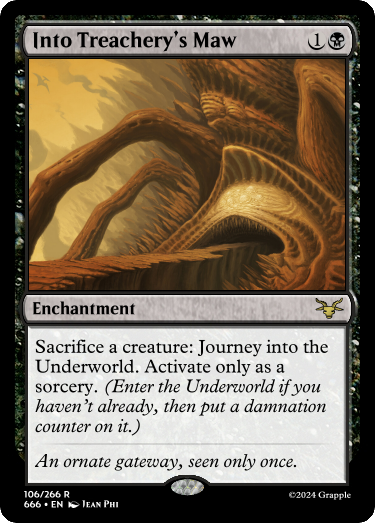 Into Treachery's Maw 1
Enchantment
Sacrifice a creature: Journey into the
Underworld. Activate only as a
sorcery. (Enter the Underworld if you
haven't already, then put a damnation
counter on it.)
An ornate gateway, seen only once.
106/266 R
666 • EN Jean Phi
©2024 Grapple